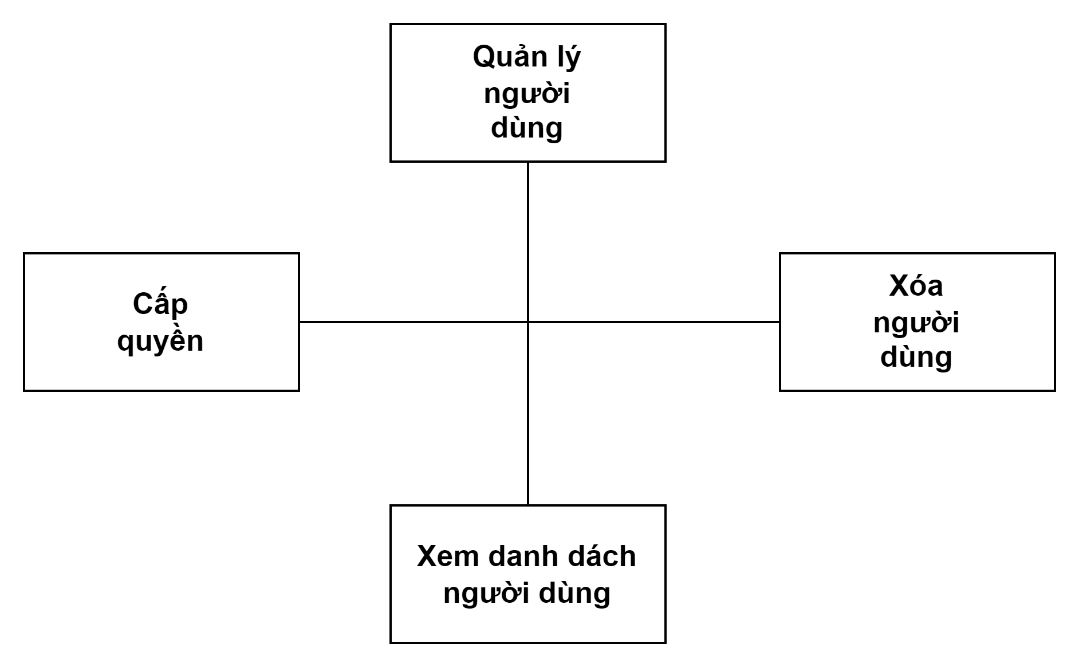 Quản lý
người
dùng
Cấp
quyền
Xóa
người
dùng
Xem danh dách
người dùng